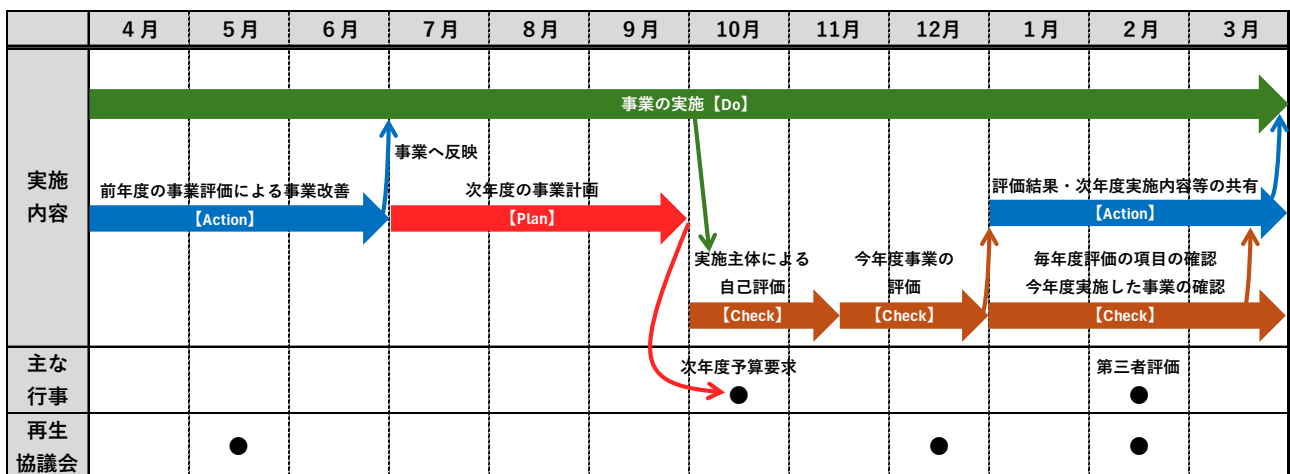 4月 5月 6月 7月 8月 9月 10月 11月 12月 1月 2月 3月
実施
内容
事業の実施【Do】
事業へ反映
前年度の事業評価による事業改善
【Action】
次年度の事業計画
【Plan】
評価結果・次年度実施内容等の共有
【Action】
実施主体による
自己評価
【Check】
今年度事業の
評価
【Check】
毎年度評価の項目の確認
今年度実施した事業の確認
【Check】
主な
行事
次年度予算要求
第三者評価
再生
協議会